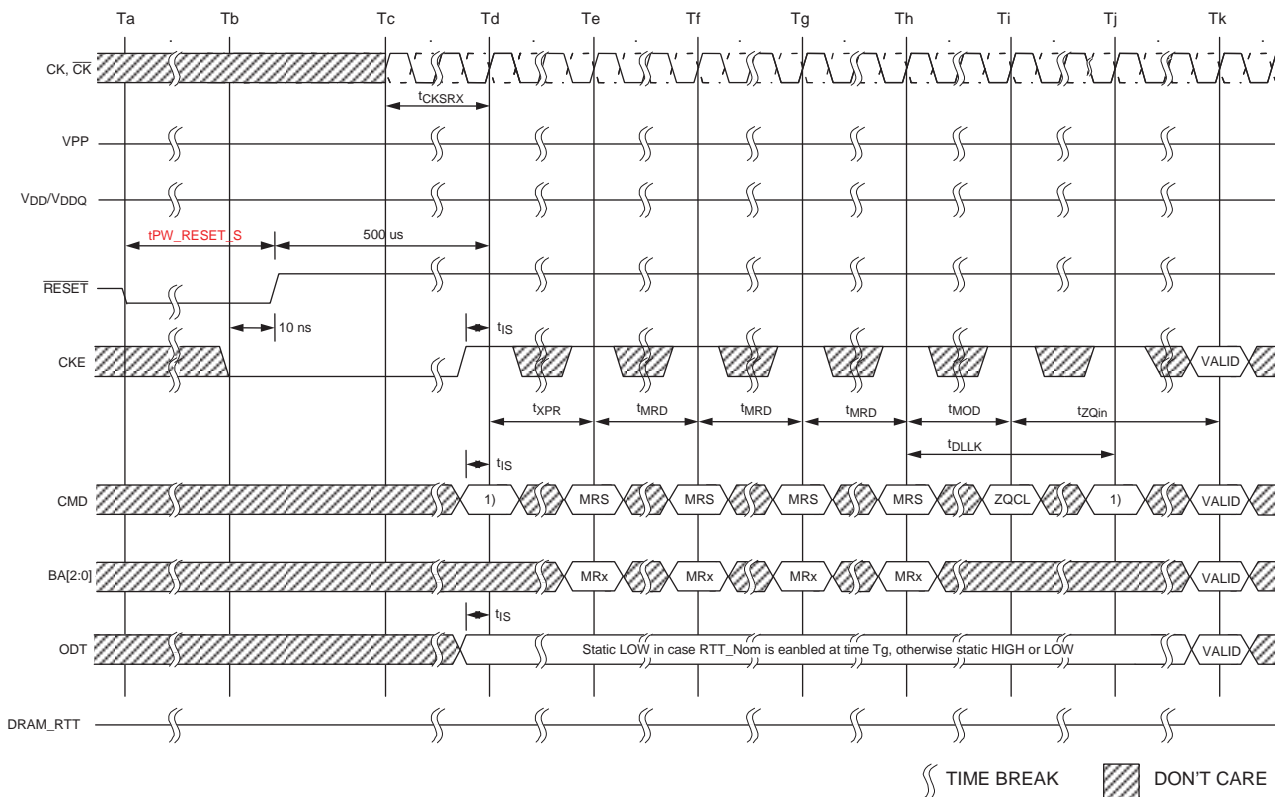 Ta Tb Tc Td Te Tf Tg Th Ti Tj Tk
CK, CK
tCKSRX
VPP
VDD/VDDQ
tPW_RESET_S 500 us
RESET
10 ns tIS
CKE VALID
tXPR tMRD tMRD tMRD tMOD tZQin
tDLLK
tIS
CMD 1) MRS MRS MRS MRS ZQCL 1) VALID
BA[2:0] MRx MRx MRx MRx VALID
tIS
ODT Static LOW in case RTT_Nom is eanbled at time Tg, otherwise static HIGH or LOW VALID
DRAM_RTT
TIME BREAK DON'T CARE